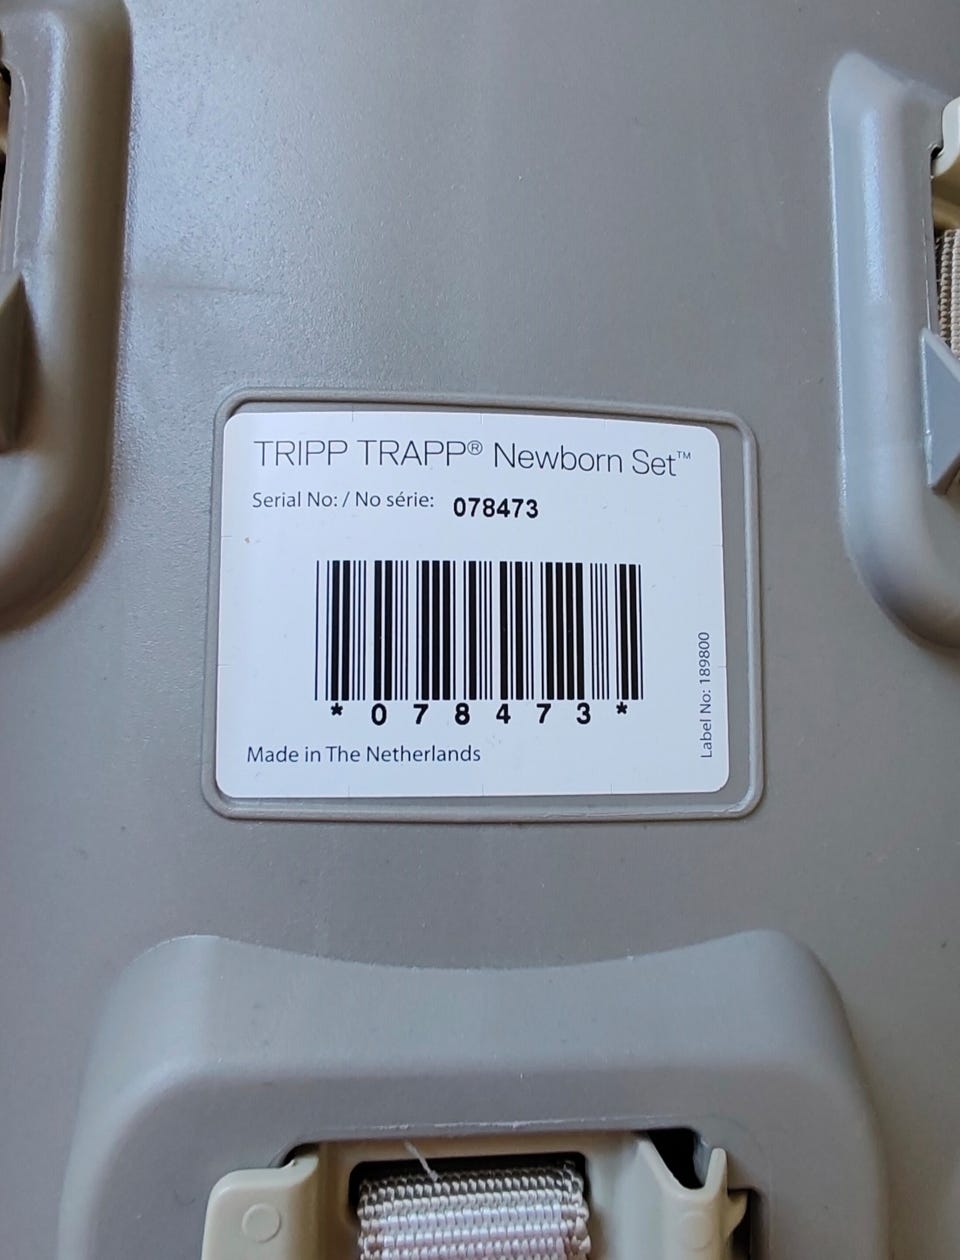 TRIPP TRAPP® Newborn Set™
Serial No: / No série: 078473
*078473*
Made in The Netherlands
Label No: 189800